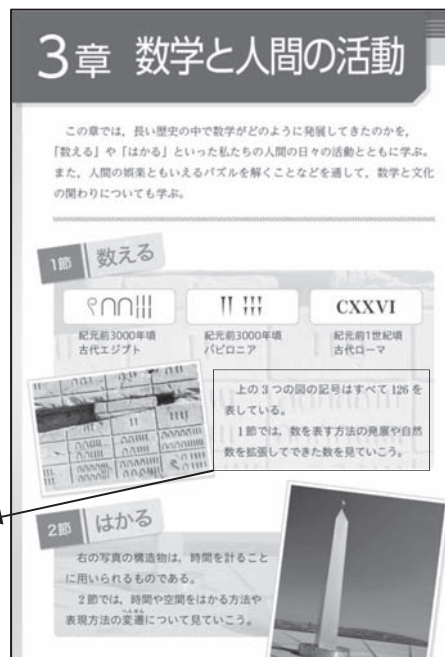 3章 数学と人間の活動
この章では，長い歴史の中で数学がどのように発展してきたのかを，
「数える」や「はかる」といった私たちの人間の日々の活動とともに学ぶ。
また，人間の娯楽ともいえるパズルを解くことなどを通して，数学と文化
の関わりについても学ぶ。
1節 数える
CXXVI
紀元前3000年頃 紀元前3000年頃 紀元前1世紀頃
古代エジプト バビロニア 古代ローマ
上の3つの図の記号はすべて126を
表している。
1節では，数を表す方法の発展や自然
数を拡張してできた数を見ていこう。
2節 はかる
右の写真の構造物は，時間を計ること
に用いられるものである。
2節では，時間や空間をはかる方法や
表現方法の変遷について見ていこう。
へんせん